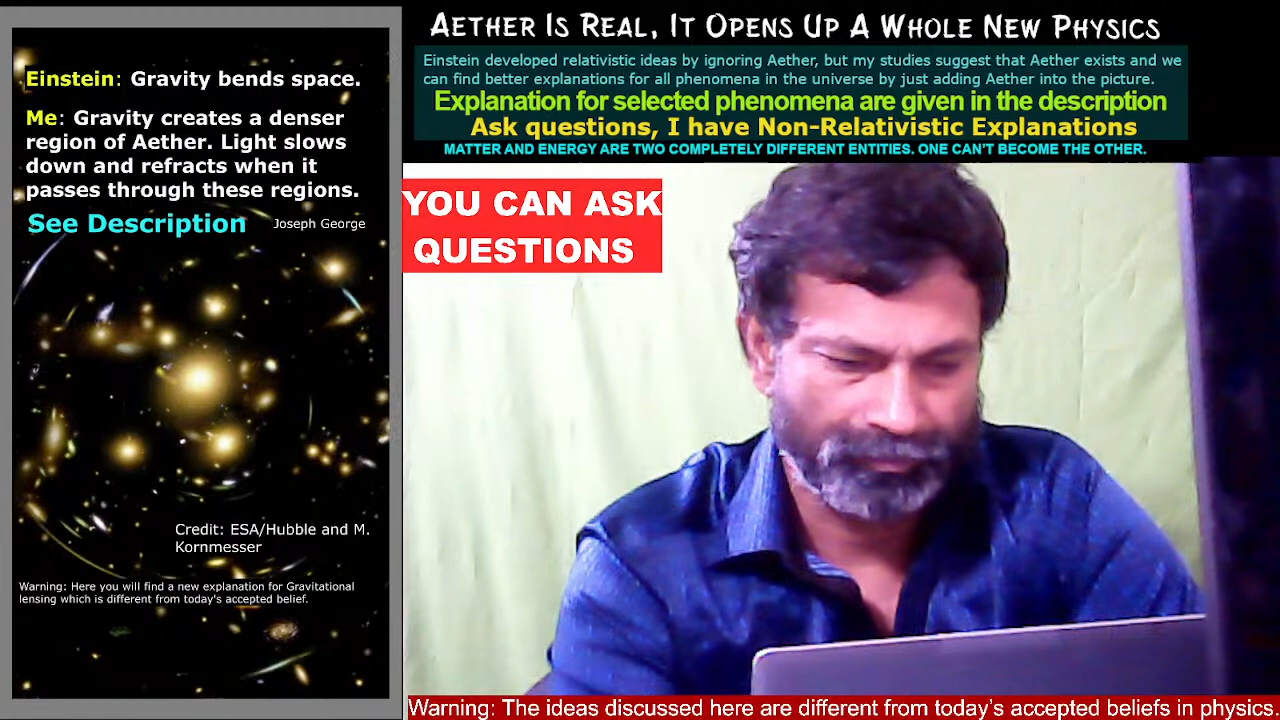 Einstein: Gravity bends space.
Me: Gravity creates a denser
region of Aether. Light slows
down and refracts when it
passes through these regions.
See Description
Joseph George
Credit: ESA/Hubble and M.
Kornmesser
Warning: Here you will find a new explanation for Gravitational
lensing which is different from today's accepted belief.
Aether Is Real, It Opens Up A Whole New Physics
Einstein developed relativistic ideas by ignoring Aether, but my studies suggest that Aether exists and we
can find better explanations for all phenomena in the universe by just adding Aether into the picture.
Explanation for selected phenomena are given in the description
Ask questions, I have Non-Relativistic Explanations
MATTER AND ENERGY ARE TWO COMPLETELY DIFFERENT ENTITIES. ONE CAN'T BECOME THE OTHER.
YOU CAN ASK
QUESTIONS
Warning: The ideas discussed here are different from today's accepted beliefs in physics.